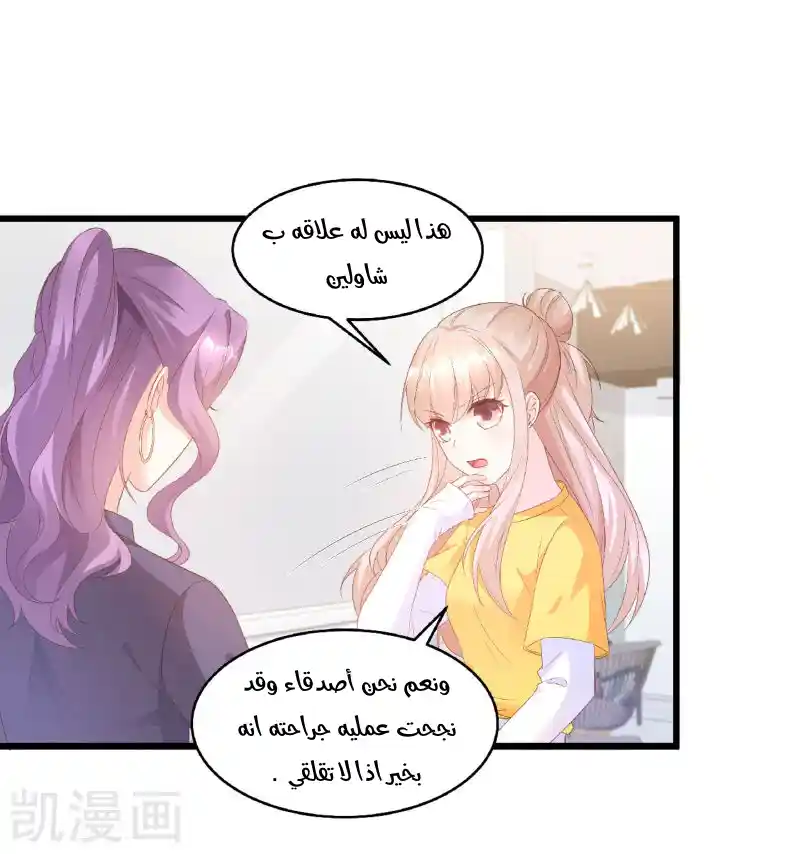 هذا ليس له علاقه ب
شاولين
ونعم نحن أصدقاء وقد
نجحت عمليه جراحته انه
بخير اذا لا تقلقي .
凯漫画